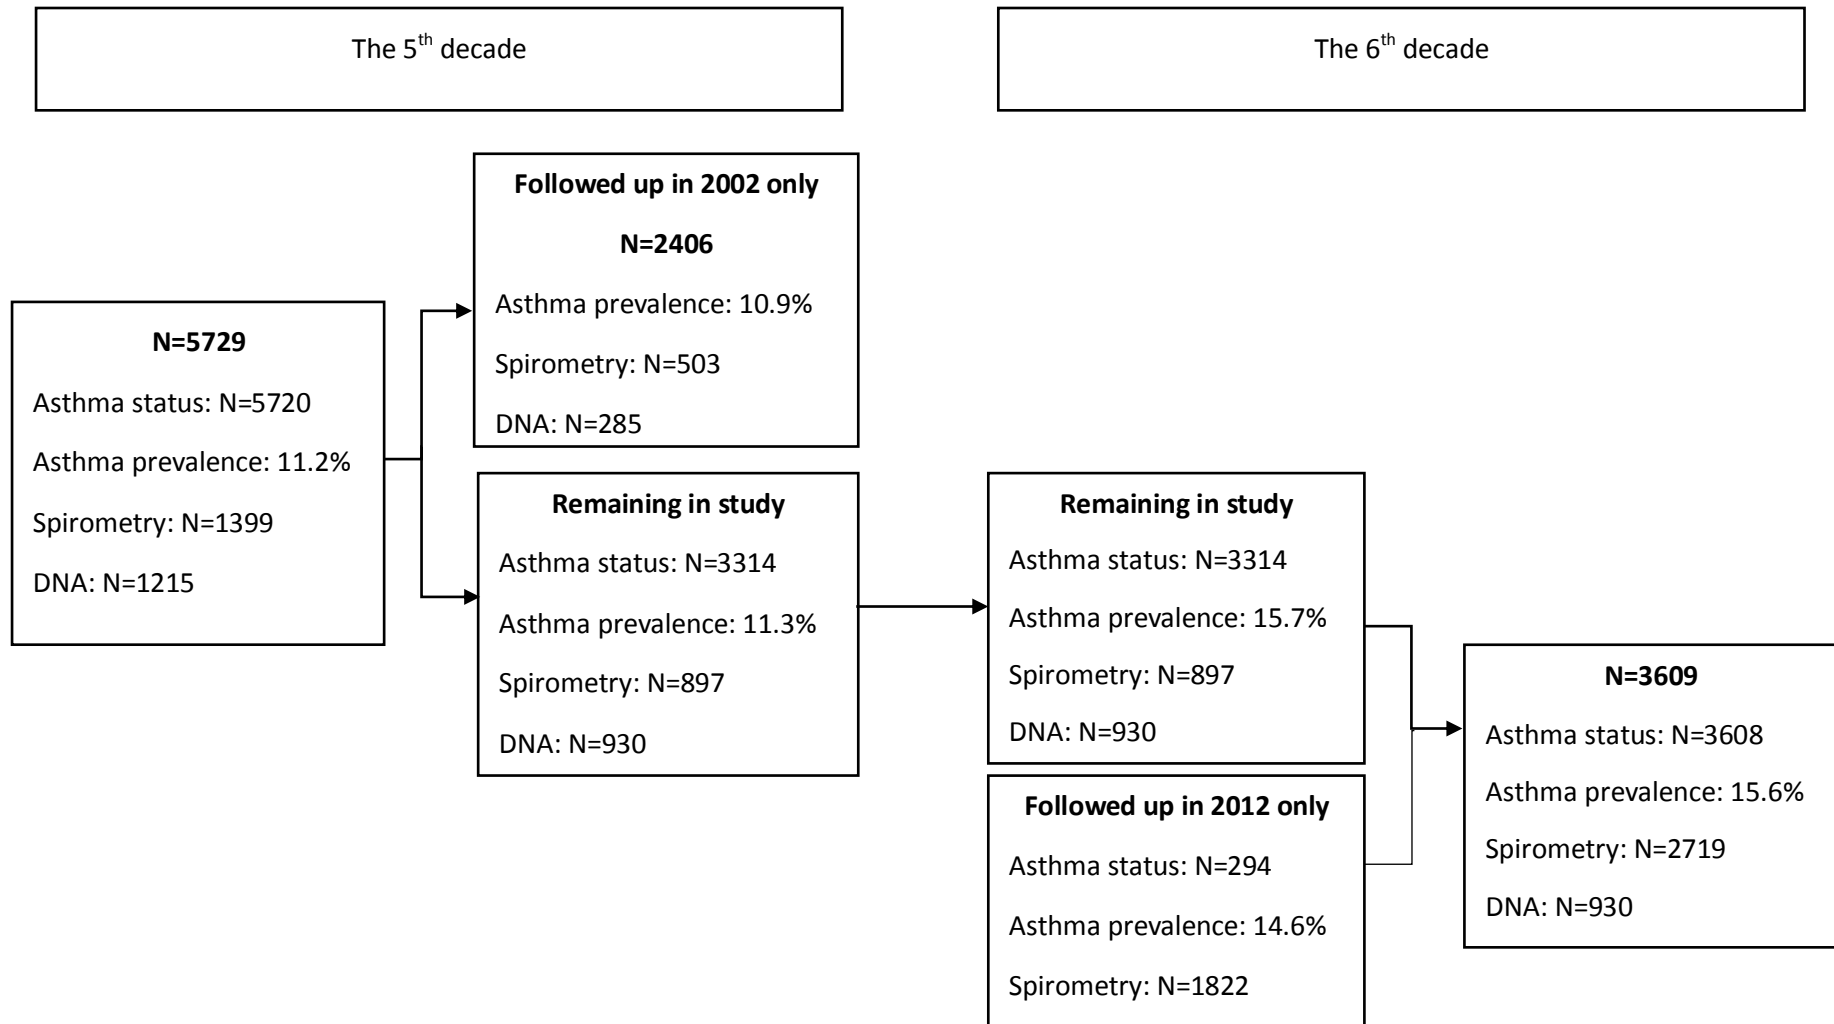 The 5th decade
The 6th decade
N=5729
Asthma status: N=5720
Asthma prevalence: 11.2%
Spirometry: N=1399
DNA: N=1215
Followed up in 2002 only
N=2406
Asthma prevalence: 10.9%
Spirometry: N=503
DNA: N=285
Remaining in study
Asthma status: N=3314
Asthma prevalence: 11.3%
Spirometry: N=897
DNA: N=930
Remaining in study
Asthma status: N=3314
Asthma prevalence: 15.7%
Spirometry: N=897
DNA: N=930
Followed up in 2012 only
Asthma status: N=294
Asthma prevalence: 14.6%
Spirometry: N=1822
N=3609
Asthma status: N=3608
Asthma prevalence: 15.6%
Spirometry: N=2719
DNA: N=930